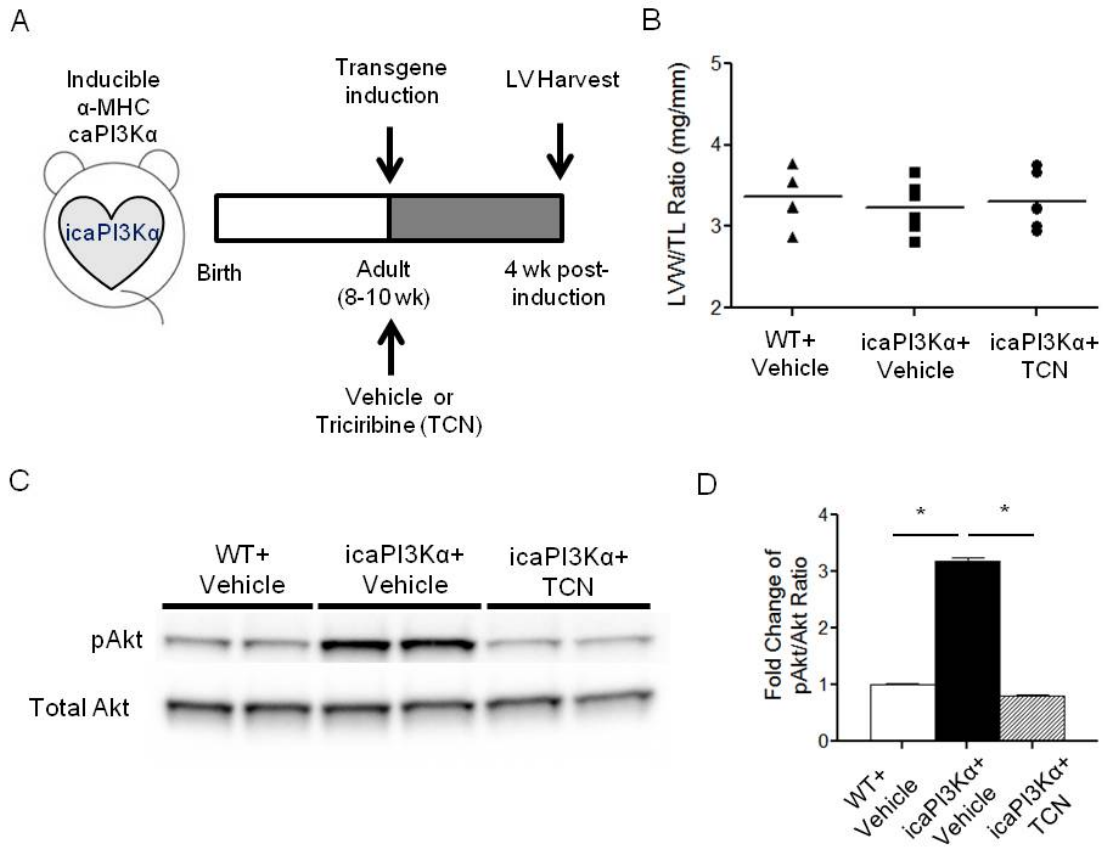 A
Inducible
α-MHC
caPI3Kα
icaPI3Kα
Transgene
induction
LV Harvest
Birth
Adult
(8-10 wk)
4 wk post-
induction
Vehicle or
Triciribine (TCN)
B
LVW/TL Ratio (mg/mm)
5
4
3
2
WT+
Vehicle
icaPI3Kα+
Vehicle
icaPI3Kα+
TCN
C
WT+
Vehicle
icaPI3Kα+
Vehicle
icaPI3Kα+
TCN
pAkt
Total Akt
D
Fold Change of
pAkt/Akt Ratio
4
3
2
1
0
*
*
WT+
Vehicle
icaPI3Kα+
Vehicle
icaPI3Kα+
TCN